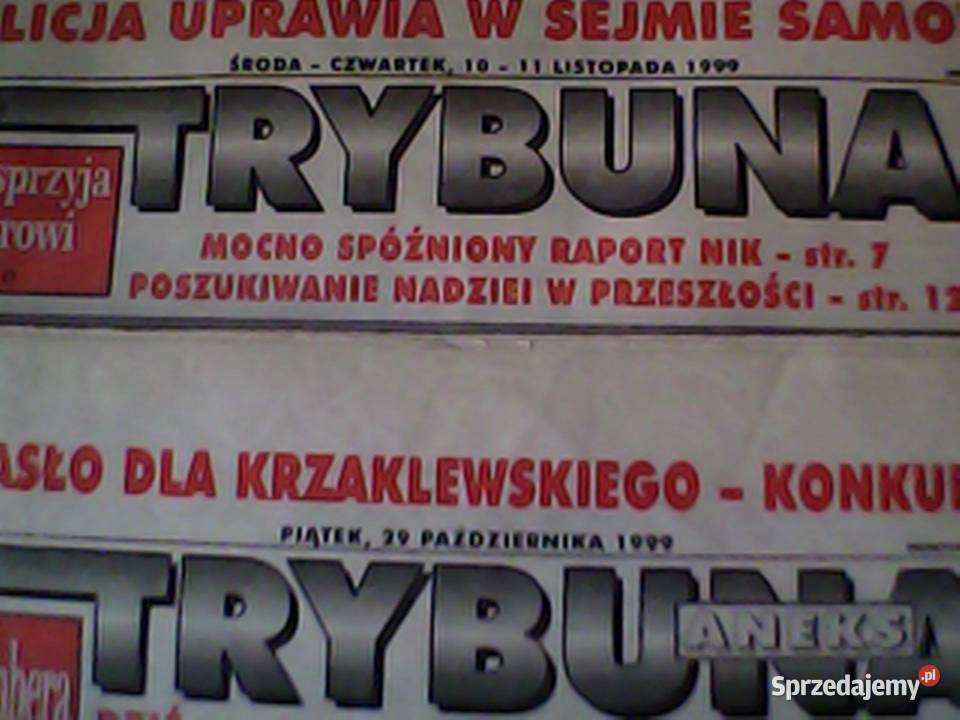 LICJA UPRAWIA W SEJMIE SAMO
ŚRODA - CZWARTEK, 10 - 11 LISTOPADA 1999
TRYBUNA
sprzyja
rowi
MOCNO SPÓŹNIONY RAPORT NIK - str. 7
POSZUKIWANIE NADZIEI W PRZESZŁOŚCI - str. 12
ASŁO DLA KRZAKLEWSKIEGO - KONKU
PIĄTEK, 29 PAŹDZIERNIKA 1999
TRYBUNA
ANEKS
abera
Sprzedajemy.pl